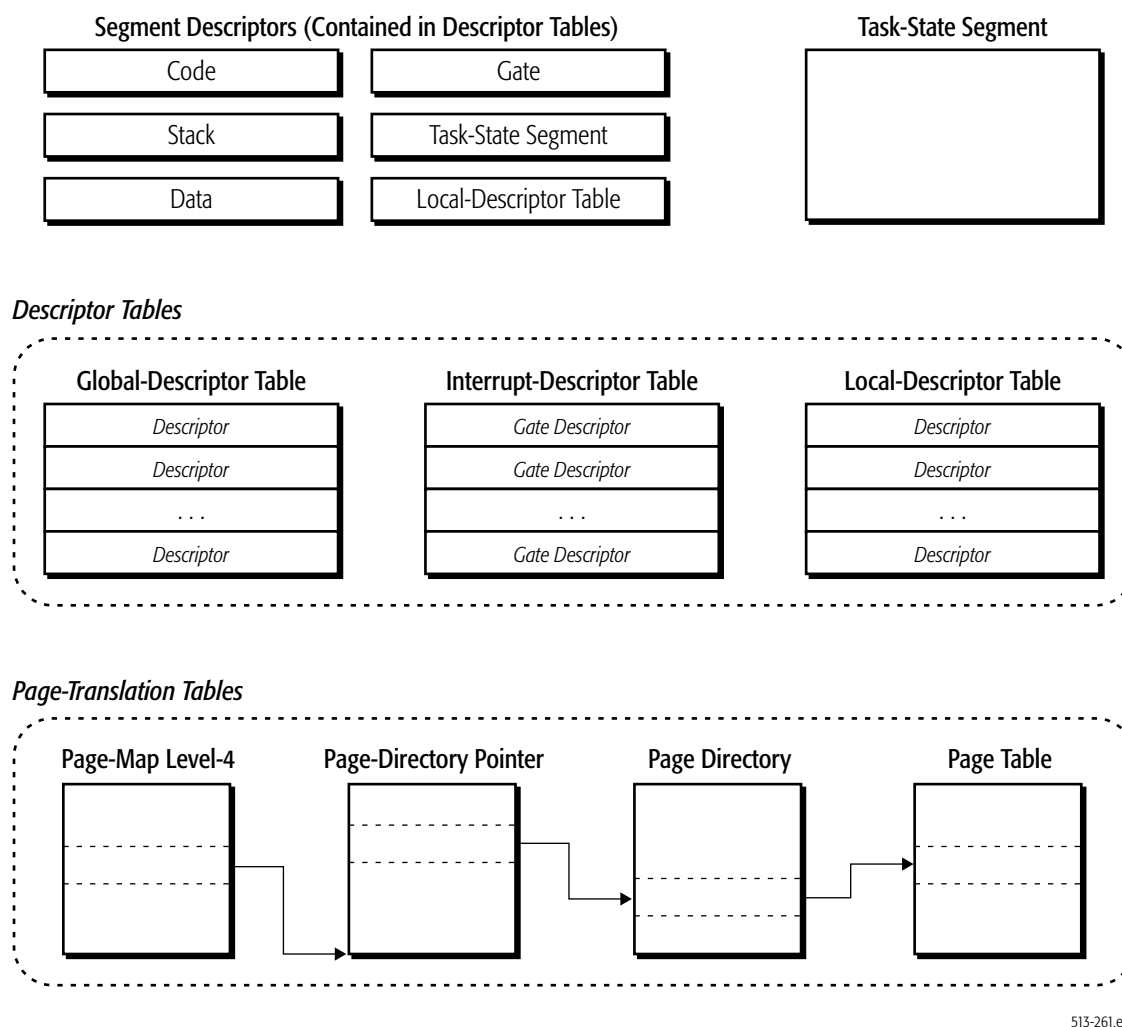 Segment Descriptors (Contained in Descriptor Tables)
Task-State Segment
Code
Gate
Stack
Task-State Segment
Data
Local-Descriptor Table
Descriptor Tables
Global-Descriptor Table
Interrupt-Descriptor Table
Local-Descriptor Table
Descriptor
Gate Descriptor
Descriptor
Descriptor
Gate Descriptor
Descriptor
. . .
. . .
. . .
Descriptor
Gate Descriptor
Descriptor
Page-Translation Tables
Page-Map Level-4
Page-Directory Pointer
Page Directory
Page Table
513-261.e